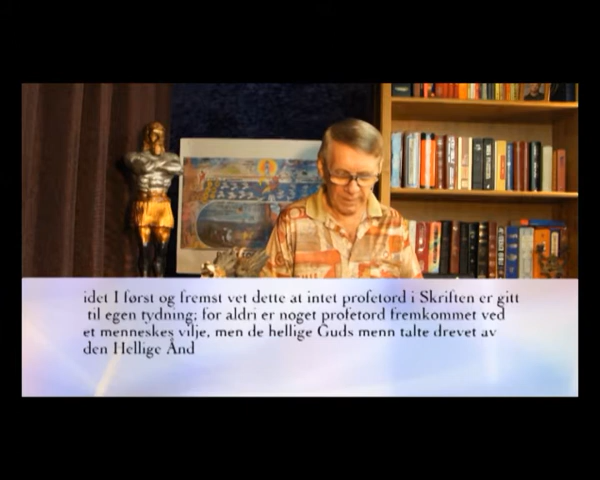 idet I først og fremst vet dette at intet profetord i Skriften er gitt
til egen tydning; for aldri er noget profetord fremkommet ved
et menneskes vilje, men de hellige Guds menn talte drevet av
den Hellige Ånd